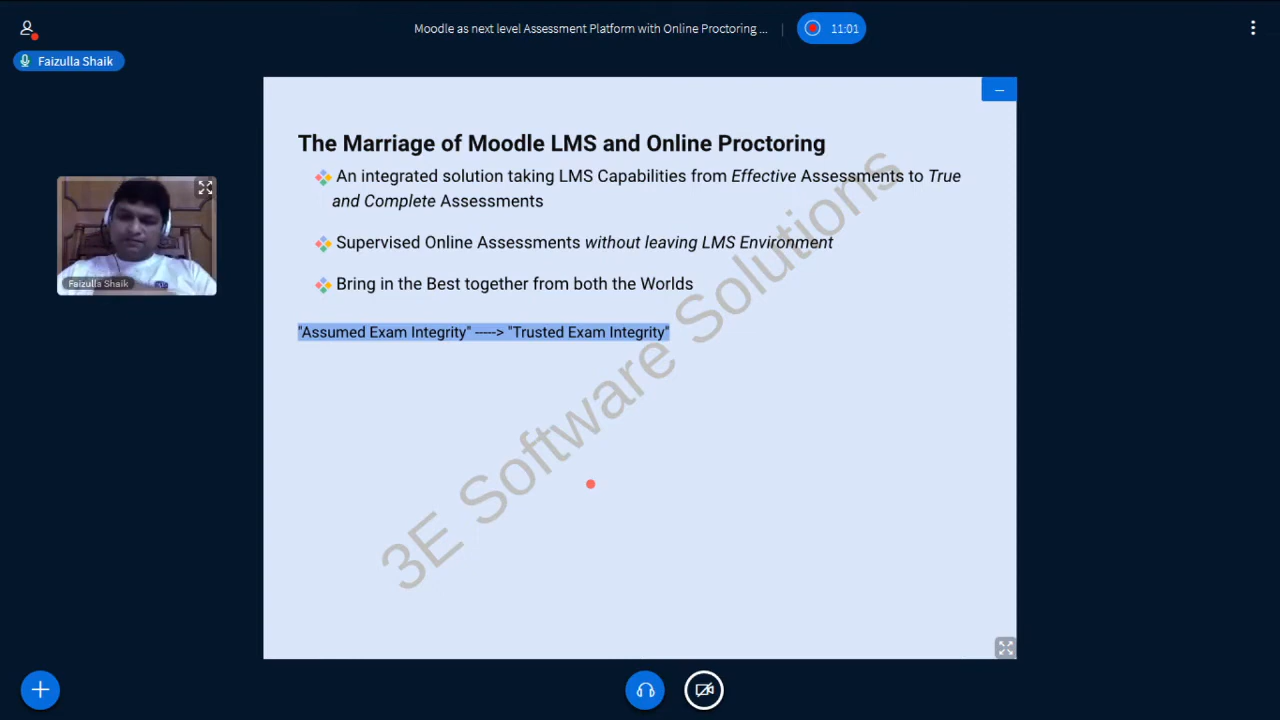 Moodle as next level Assessment Platform with Online Proctoring ...
11:01
Faizulla Shaik
The Marriage of Moodle LMS and Online Proctoring
An integrated solution taking LMS Capabilities from Effective Assessments to True
and Complete Assessments
Supervised Online Assessments without leaving LMS Environment
Bring in the Best together from both the Worlds
"Assumed Exam Integrity" -----> "Trusted Exam Integrity"
Faizulla Shaik
3E Software Solutions